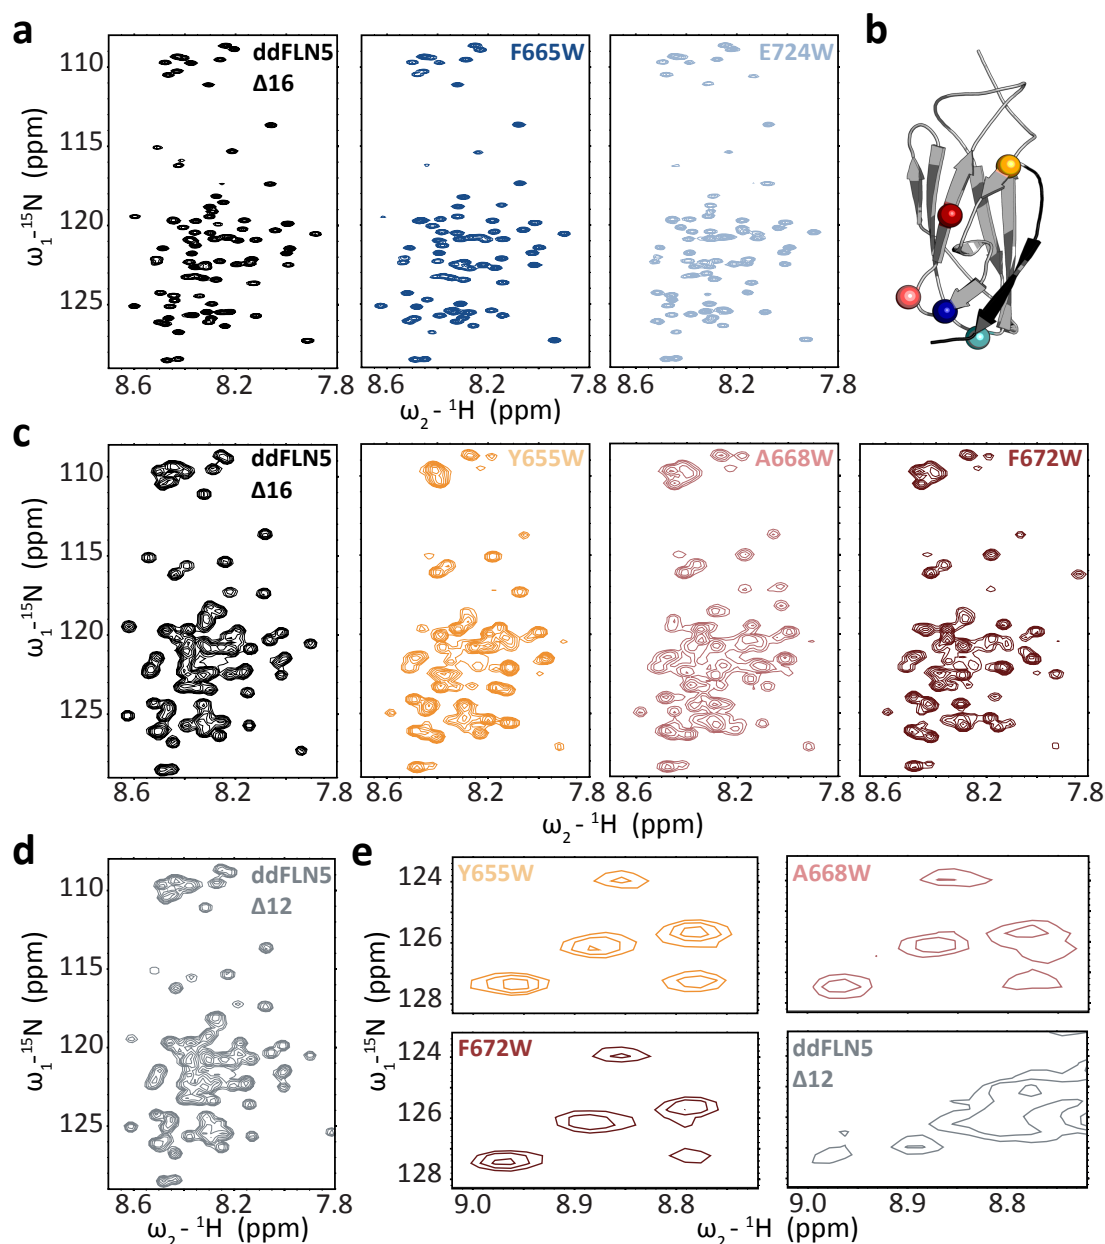 a
b
ddFLN5
Δ16
F665W
E724W
110
115
120
125
ω1 - 15N (ppm)
8.6
8.2
7.8
8.6
8.2
7.8
8.6
8.2
7.8
ω2 - 1H (ppm)
c
ddFLN5
Δ16
Y655W
A668W
F672W
110
115
120
125
ω1 - 15N (ppm)
8.6
8.2
7.8
8.6
8.2
7.8
8.6
8.2
7.8
8.6
8.2
7.8
ω2 - 1H (ppm)
d
ddFLN5
Δ12
110
115
120
125
ω1 - 15N (ppm)
8.6
8.2
7.8
ω2 - 1H (ppm)
e
Y655W
A668W
124
126
128
F672W
ddFLN5
Δ12
124
126
128
ω1 - 15N (ppm)
9.0
8.9
8.8
9.0
8.9
8.8
ω2 - 1H (ppm)